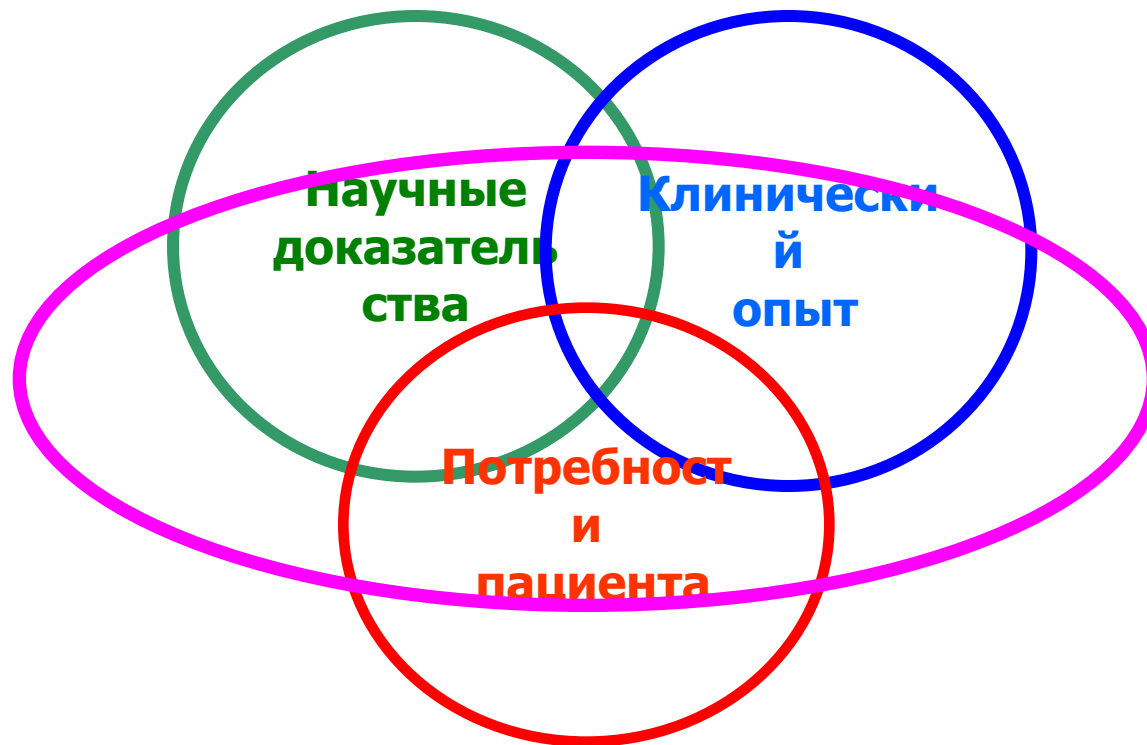 Научные
доказатель
ства
Клинически
й
опыт
Потребност
и
пациента